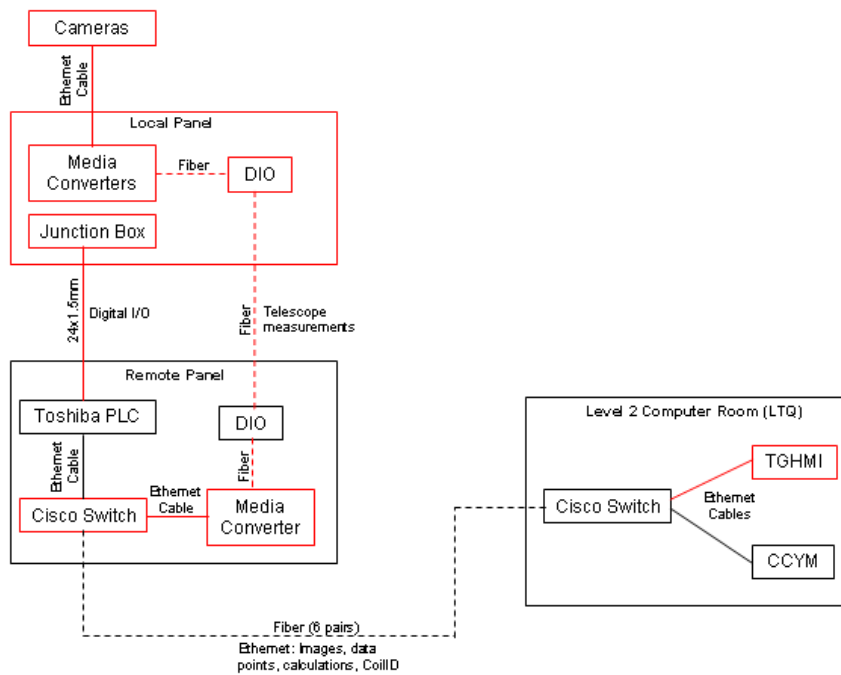 Cameras
Ethernet
Cable
Local Panel
Media
Converters
Fiber
DIO
Junction Box
24x1.5mm
Digital I/O
Fiber
Telescope
measurements
Remote Panel
Toshiba PLC
DIO
Ethernet
Cable
Fiber
Ethernet
Cable
Cisco Switch
Media
Converter
Level 2 Computer Room (LTQ)
TGHMI
Cisco Switch
Ethernet
Cables
CCYM
Fiber (6 pairs)
Ethernet: Images, data
points, calculations, CoilID